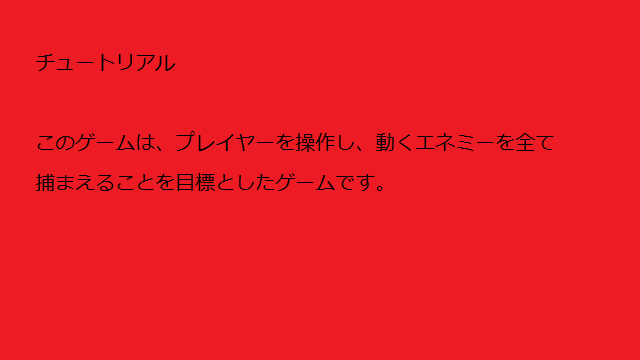 チュートリアル
このゲームは、プレイヤーを操作し、動くエネミーを全て
捕まえることを目標としたゲームです。